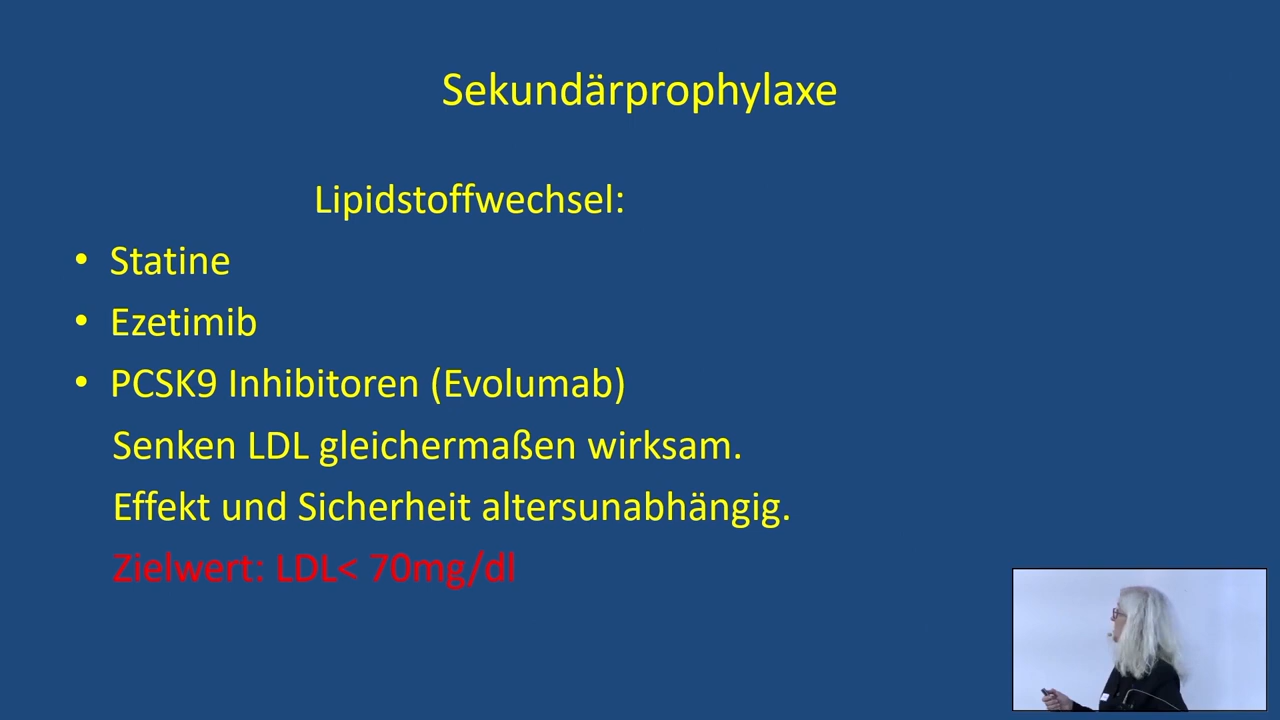 Sekundärprophylaxe
Lipidstoffwechsel:
• Statine
• Ezetimib
• PCSK9 Inhibitoren (Evolumab)
Senken LDL gleichermaßen wirksam.
Effekt und Sicherheit altersunabhängig.
Zielwert: LDL< 70mg/dl